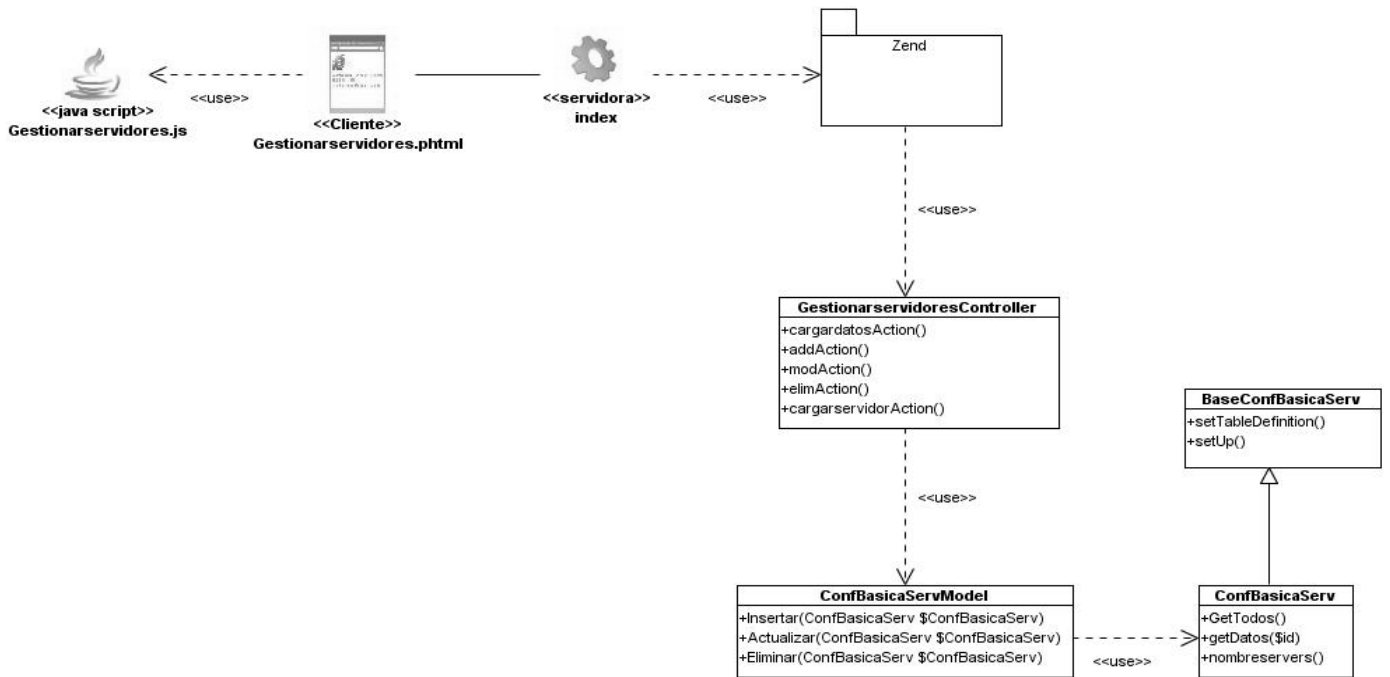 Zend
<<use>>
<<use>>
<<java script>>
Gestionarservidores.js
<<Cliente>>
Gestionarservidores.phtml
<<servidora>>
index
<<use>>
GestionarservidoresController
+cargardatosAction()
+addAction()
+modAction()
+elimAction()
+cargarservidorAction()
BaseConfBasicaServ
+setTableDefinition()
+setUp()
<<use>>
ConfBasicaServModel
+Insertar(ConfBasicaServ $ConfBasicaServ)
+Actualizar(ConfBasicaServ $ConfBasicaServ)
+Eliminar(ConfBasicaServ $ConfBasicaServ)
<<use>>
ConfBasicaServ
+GetTodos()
+getDatos($id)
+nombreservers()